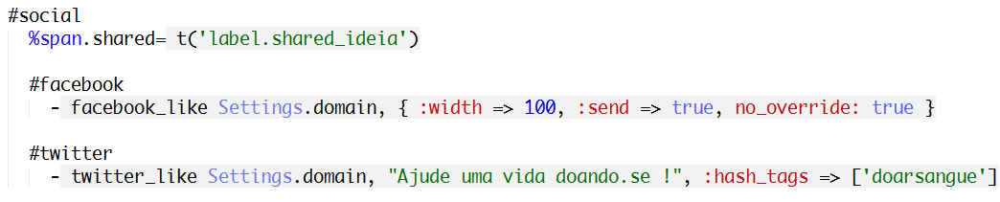 #social
%span.shared= t('label.shared_ideia')
#facebook
- facebook_like Settings.domain, { :width => 100, :send => true, no_override: true }
#twitter
- twitter_like Settings.domain, "Ajude uma vida doando.se !", :hash_tags => ['doarsangue']